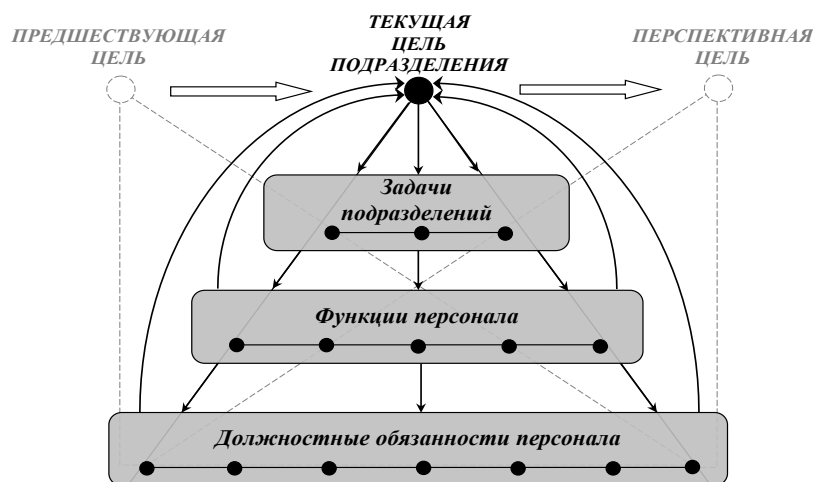 ПРЕДШЕСТВУЮЩАЯ
ЦЕЛЬ
ТЕКУЩАЯ
ЦЕЛЬ
ПОДРАЗДЕЛЕНИЯ
ПЕРСПЕКТИВНАЯ
ЦЕЛЬ
Задачи
подразделений
Функции персонала
Должностные обязанности персонала